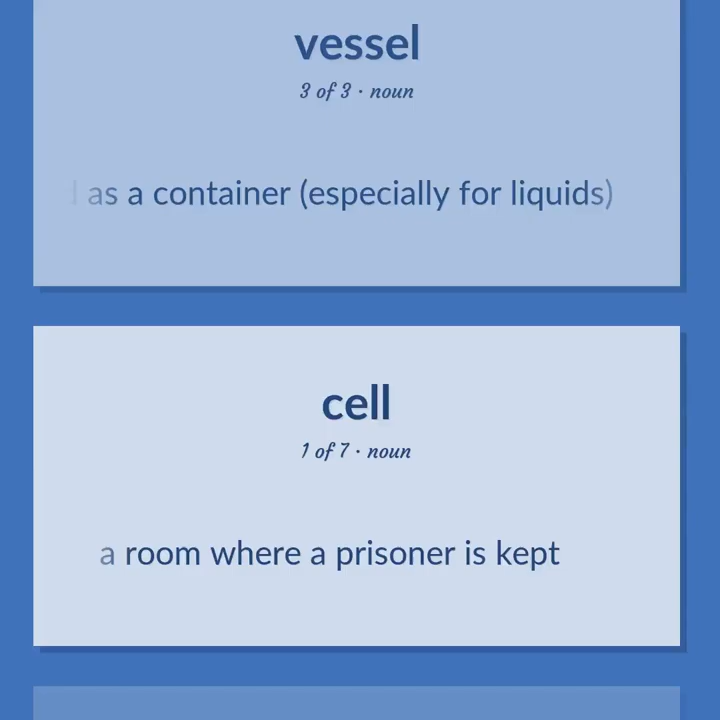 vessel
3 of 3 · noun
as a container (especially for liquids)
cell
1 of 7 · noun
a room where a prisoner is kept